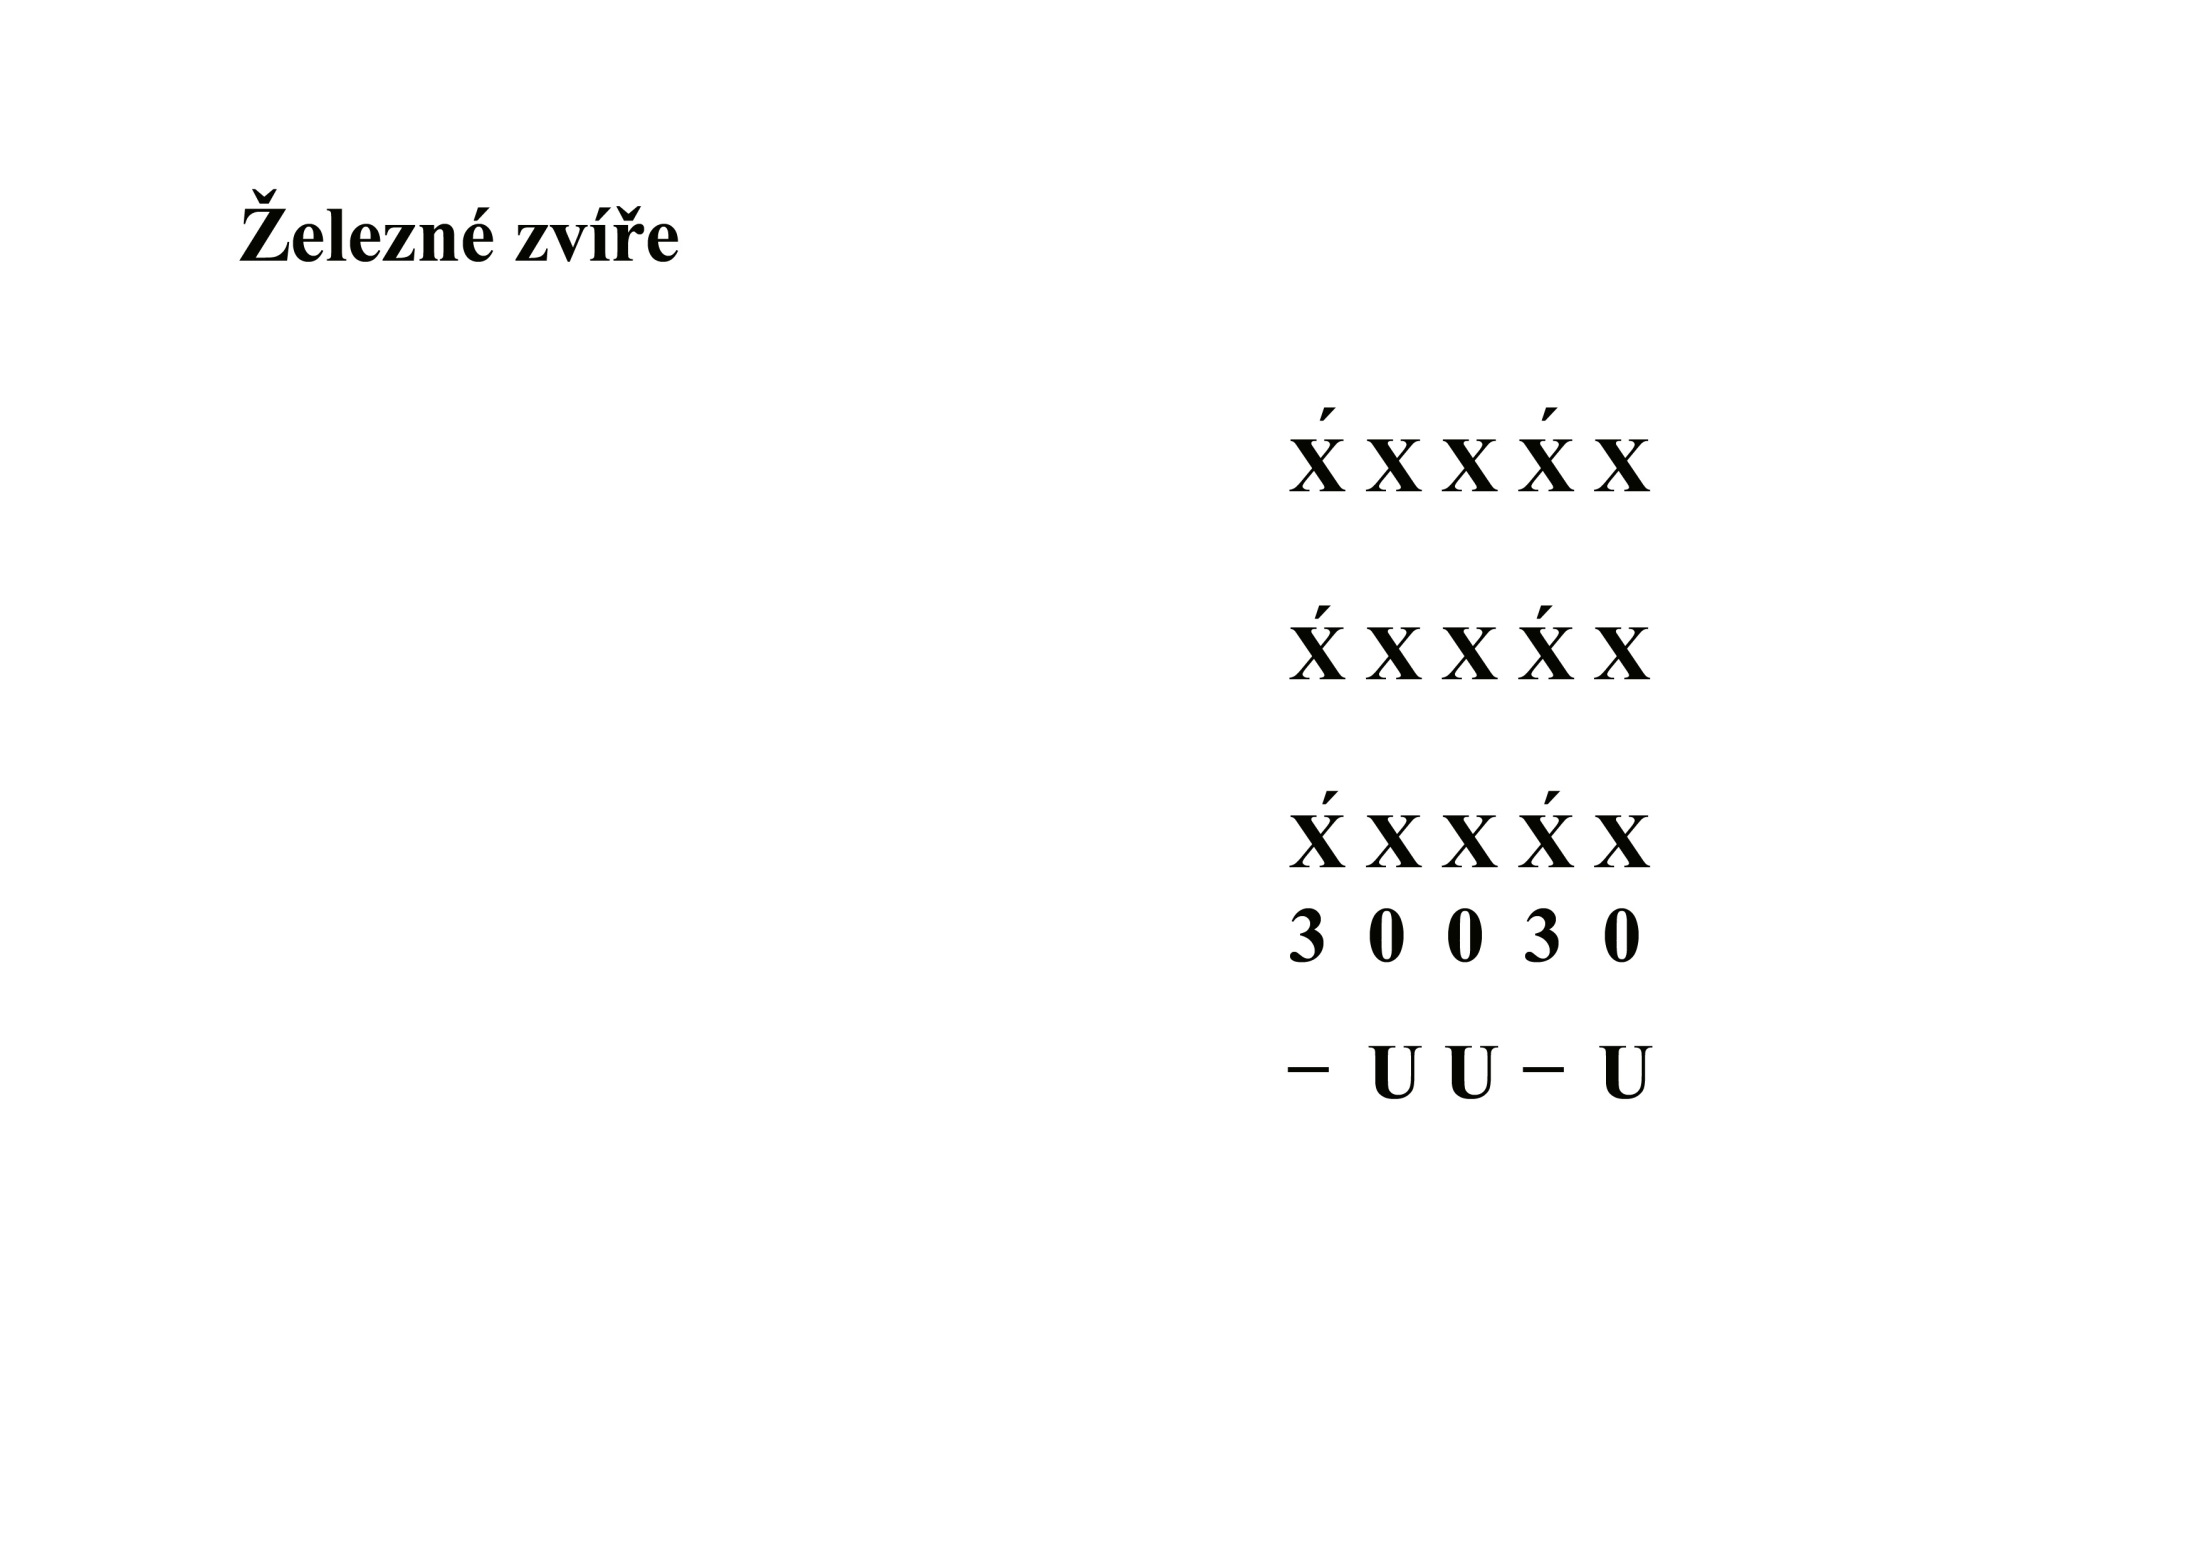 Železné zvíře
x́ x x x́ x
x́ x x x́ x
x́ x x x́ x
3 0 0 3 0
– U U – U